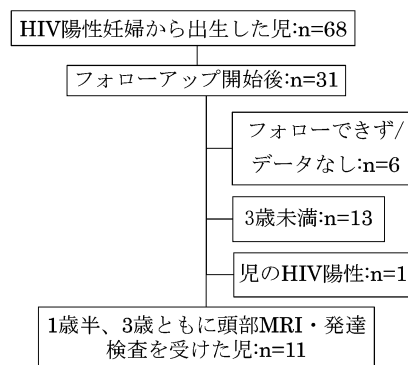 HIV陽性妊婦から出生した児:n=68
フォローアップ開始後:n=31
フォローできず/
データなし:n=6
3歳未満:n=13
児のHIV陽性:n=1
1歳半、3歳ともに頭部MRI・発達
検査を受けた児:n=11